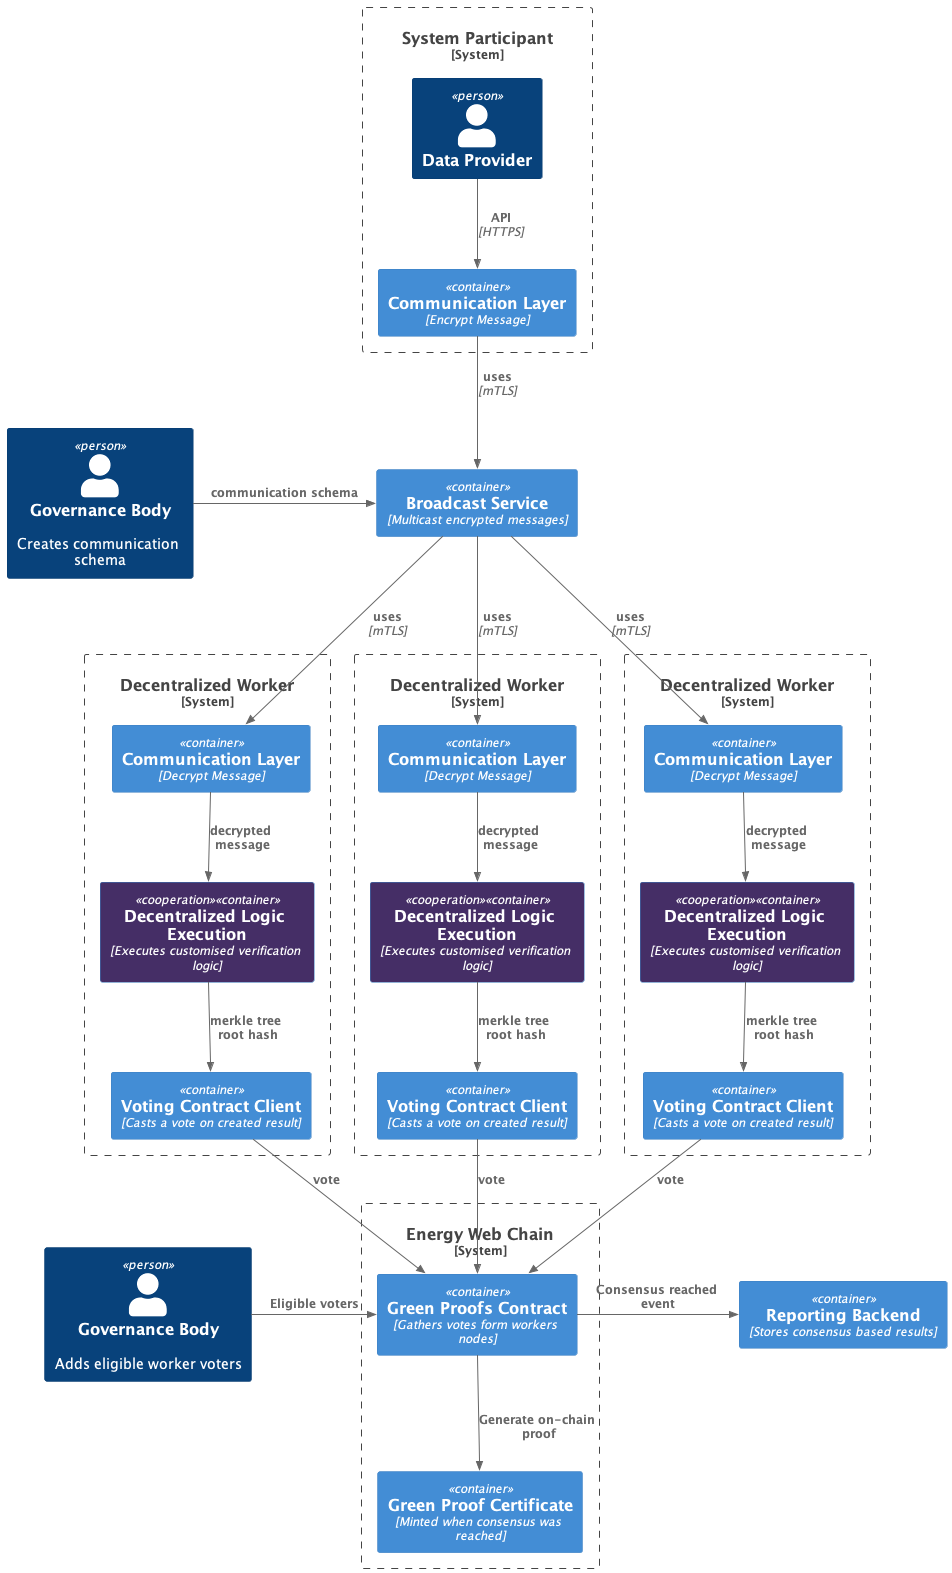 System Participant
[System]
«person»
Data Provider
API
[HTTPS]
«container»
Communication Layer
[Encrypt Message]
uses
[mTLS]
«person»
Governance Body
Creates communication
schema
communication schema
«container»
Broadcast Service
[Multicast encrypted messages]
uses
[mTLS]
uses
[mTLS]
uses
[mTLS]
Decentralized Worker
[System]
«container»
Communication Layer
[Decrypt Message]
decrypted
message
«cooperation»«container»
Decentralized Logic
Execution
[Executes customised verification
logic]
merkle tree
root hash
«container»
Voting Contract Client
[Casts a vote on created result]
vote
Decentralized Worker
[System]
«container»
Communication Layer
[Decrypt Message]
decrypted
message
«cooperation»«container»
Decentralized Logic
Execution
[Executes customised verification
logic]
merkle tree
root hash
«container»
Voting Contract Client
[Casts a vote on created result]
vote
Decentralized Worker
[System]
«container»
Communication Layer
[Decrypt Message]
decrypted
message
«cooperation»«container»
Decentralized Logic
Execution
[Executes customised verification
logic]
merkle tree
root hash
«container»
Voting Contract Client
[Casts a vote on created result]
vote
Energy Web Chain
[System]
«person»
Governance Body
Adds eligible worker voters
Eligible voters
«container»
Green Proofs Contract
[Gathers votes form workers
nodes]
Consensus reached
event
«container»
Reporting Backend
[Stores consensus based results]
Generate on-chain
proof
«container»
Green Proof Certificate
[Minted when consensus was
reached]